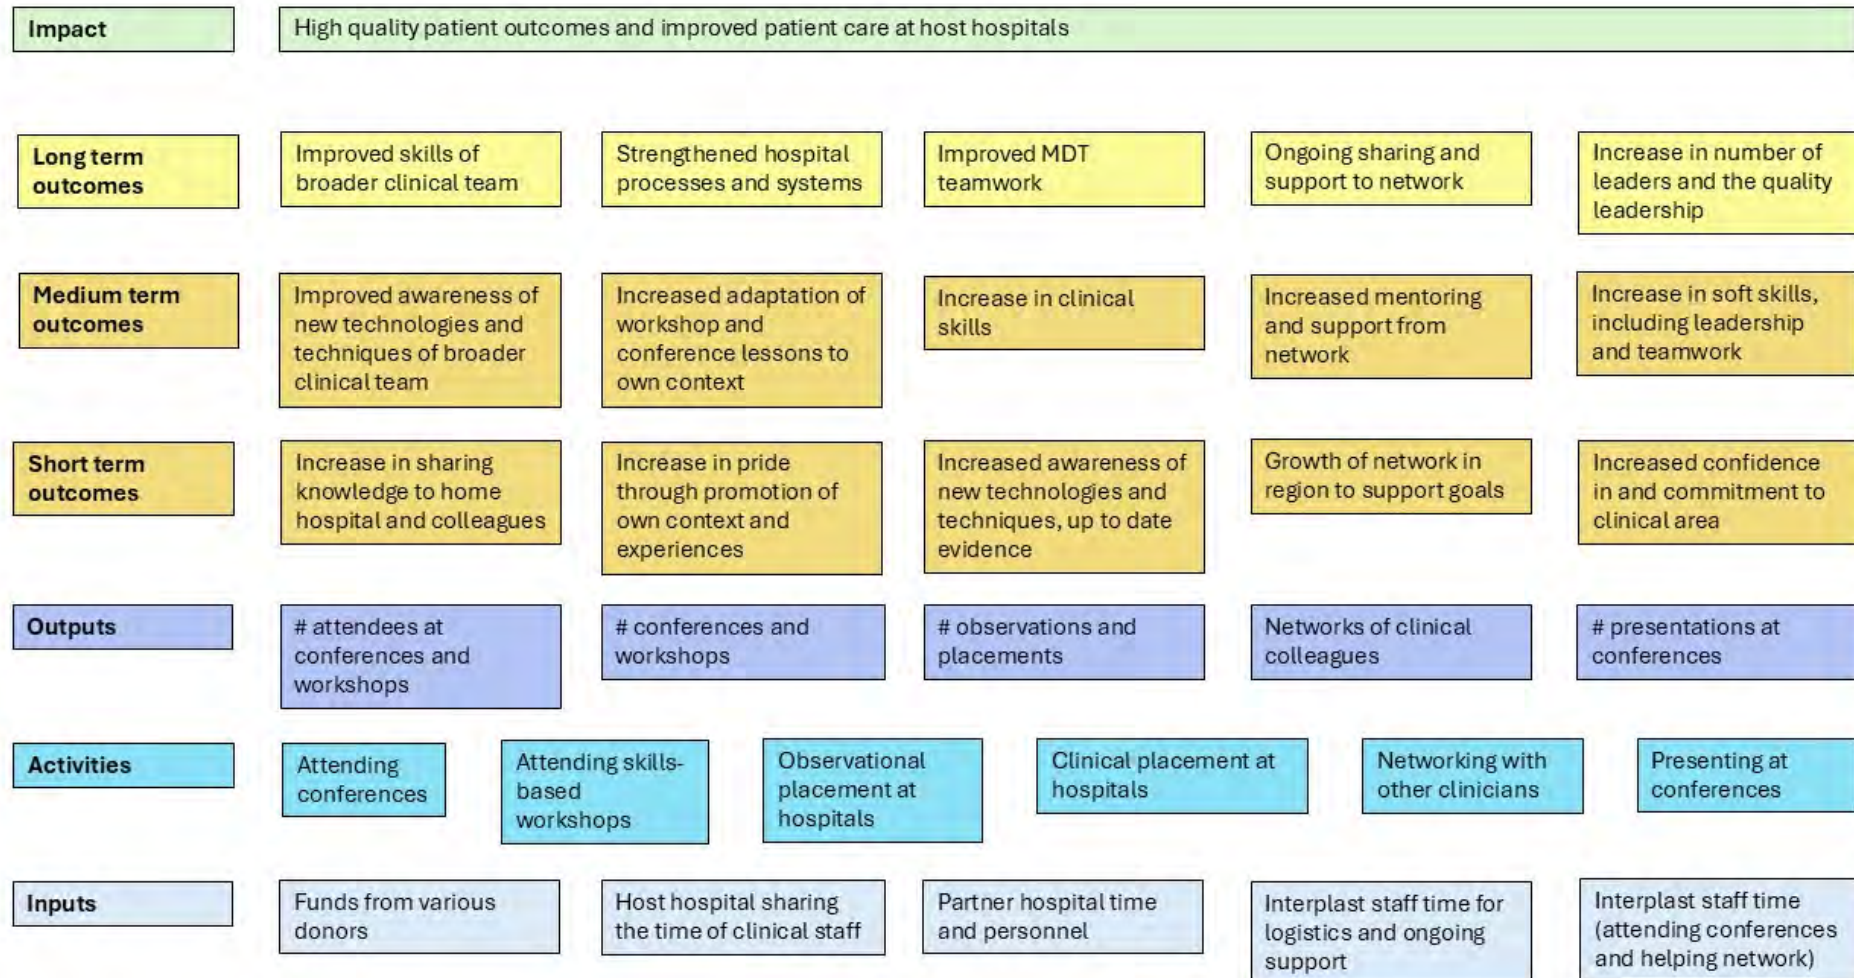 Impact
High quality patient outcomes and improved patient care at host hospitals
Long term
outcomes
Improved skills of
broader clinical team
Strengthened hospital
processes and systems
Improved MDT
teamwork
Ongoing sharing and
support to network
Increase in number of
leaders and the quality
leadership
Medium term
outcomes
Improved awareness of
new technologies and
techniques of broader
clinical team
Increased adaptation of
workshop and
conference lessons to
own context
Increase in clinical
skills
Increased mentoring
and support from
network
Increase in soft skills,
including leadership
and teamwork
Short term
outcomes
Increase in sharing
knowledge to home
hospital and colleagues
Increase in pride
through promotion of
own context and
experiences
Increased awareness of
new technologies and
techniques, up to date
evidence
Growth of network in
region to support goals
Increased confidence
in and commitment to
clinical area
Outputs
# attendees at
conferences and
workshops
# conferences and
workshops
# observations and
placements
Networks of clinical
colleagues
# presentations at
conferences
Activities
Attending
conferences
Attending skills-
based
workshops
Observational
placement at
hospitals
Clinical placement at
hospitals
Networking with
other clinicians
Presenting at
conferences
Inputs
Funds from various
donors
Host hospital sharing
the time of clinical staff
Partner hospital time
and personnel
Interplast staff time for
logistics and ongoing
support
Interplast staff time
(attending conferences
and helping network)